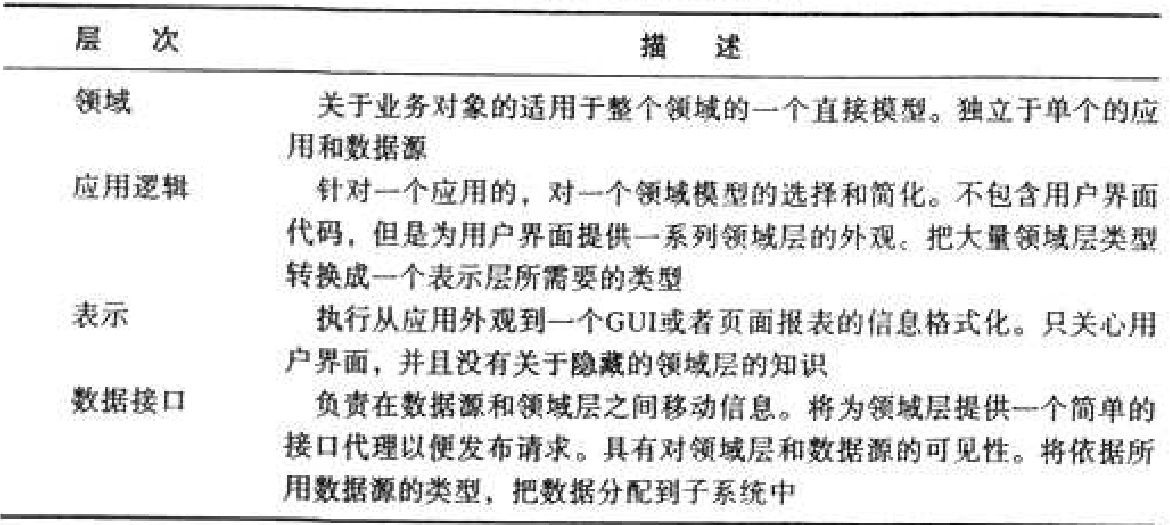 层 次 描 述
领域 关于业务对象的适用于整个领域的一个直接模型。独立于单个的应
用和数据源
应用逻辑 针对一个应用的，对一个领域模型的选择和简化。不包含用户界面
代码，但是为用户界面提供一系列领域层的外观。把大量领域层类型
转换成一个表示层所需要的类型
表示 执行从应用外观到一个GUI或者页面报表的信息格式化。只关心用
户界面，并且没有关于隐藏的领域层的知识
数据接口 负责在数据源和领域层之间移动信息。将为领域层提供一个简单的
接口代理以便发布请求。具有对领域层和数据源的可见性。将依据所
用数据源的类型，把数据分配到子系统中